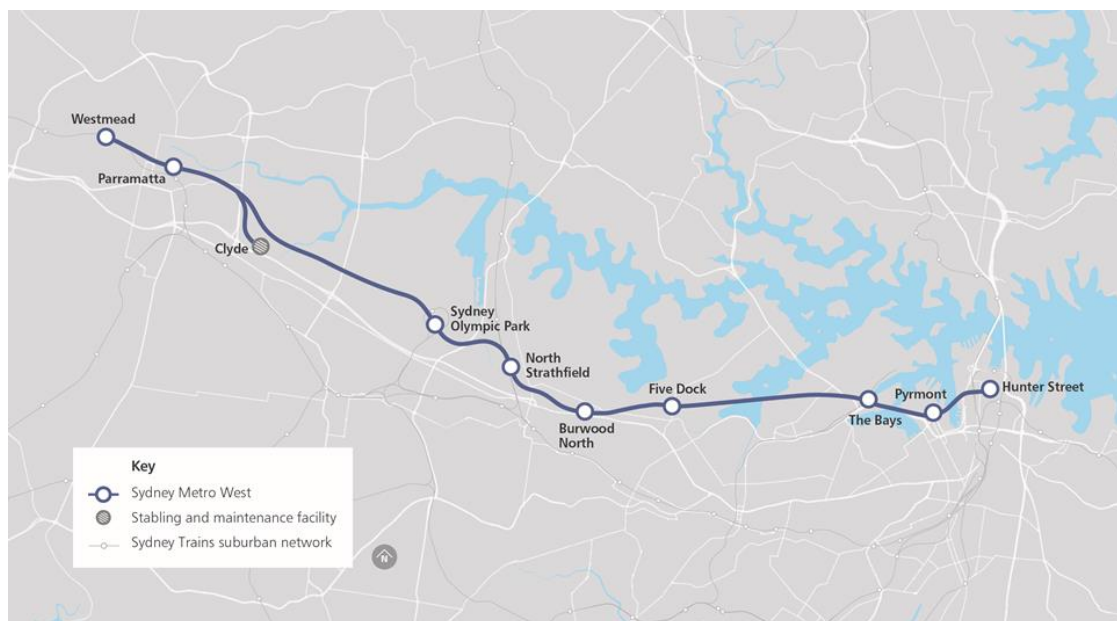 Westmead
Parramatta
Clyde
Sydney
Olympic Park
North
Strathfield
Burwood
North
Five Dock
The Bays
Pyrmont
Hunter Street
Key
Sydney Metro West
Stabling and maintenance facility
Sydney Trains suburban network
N